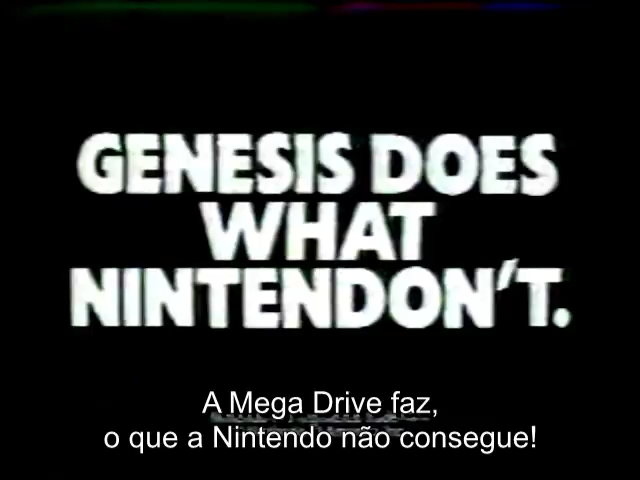 GENESIS DOES
WHAT
NINTENDON'T.
A Mega Drive faz,
o que a Nintendo não consegue!